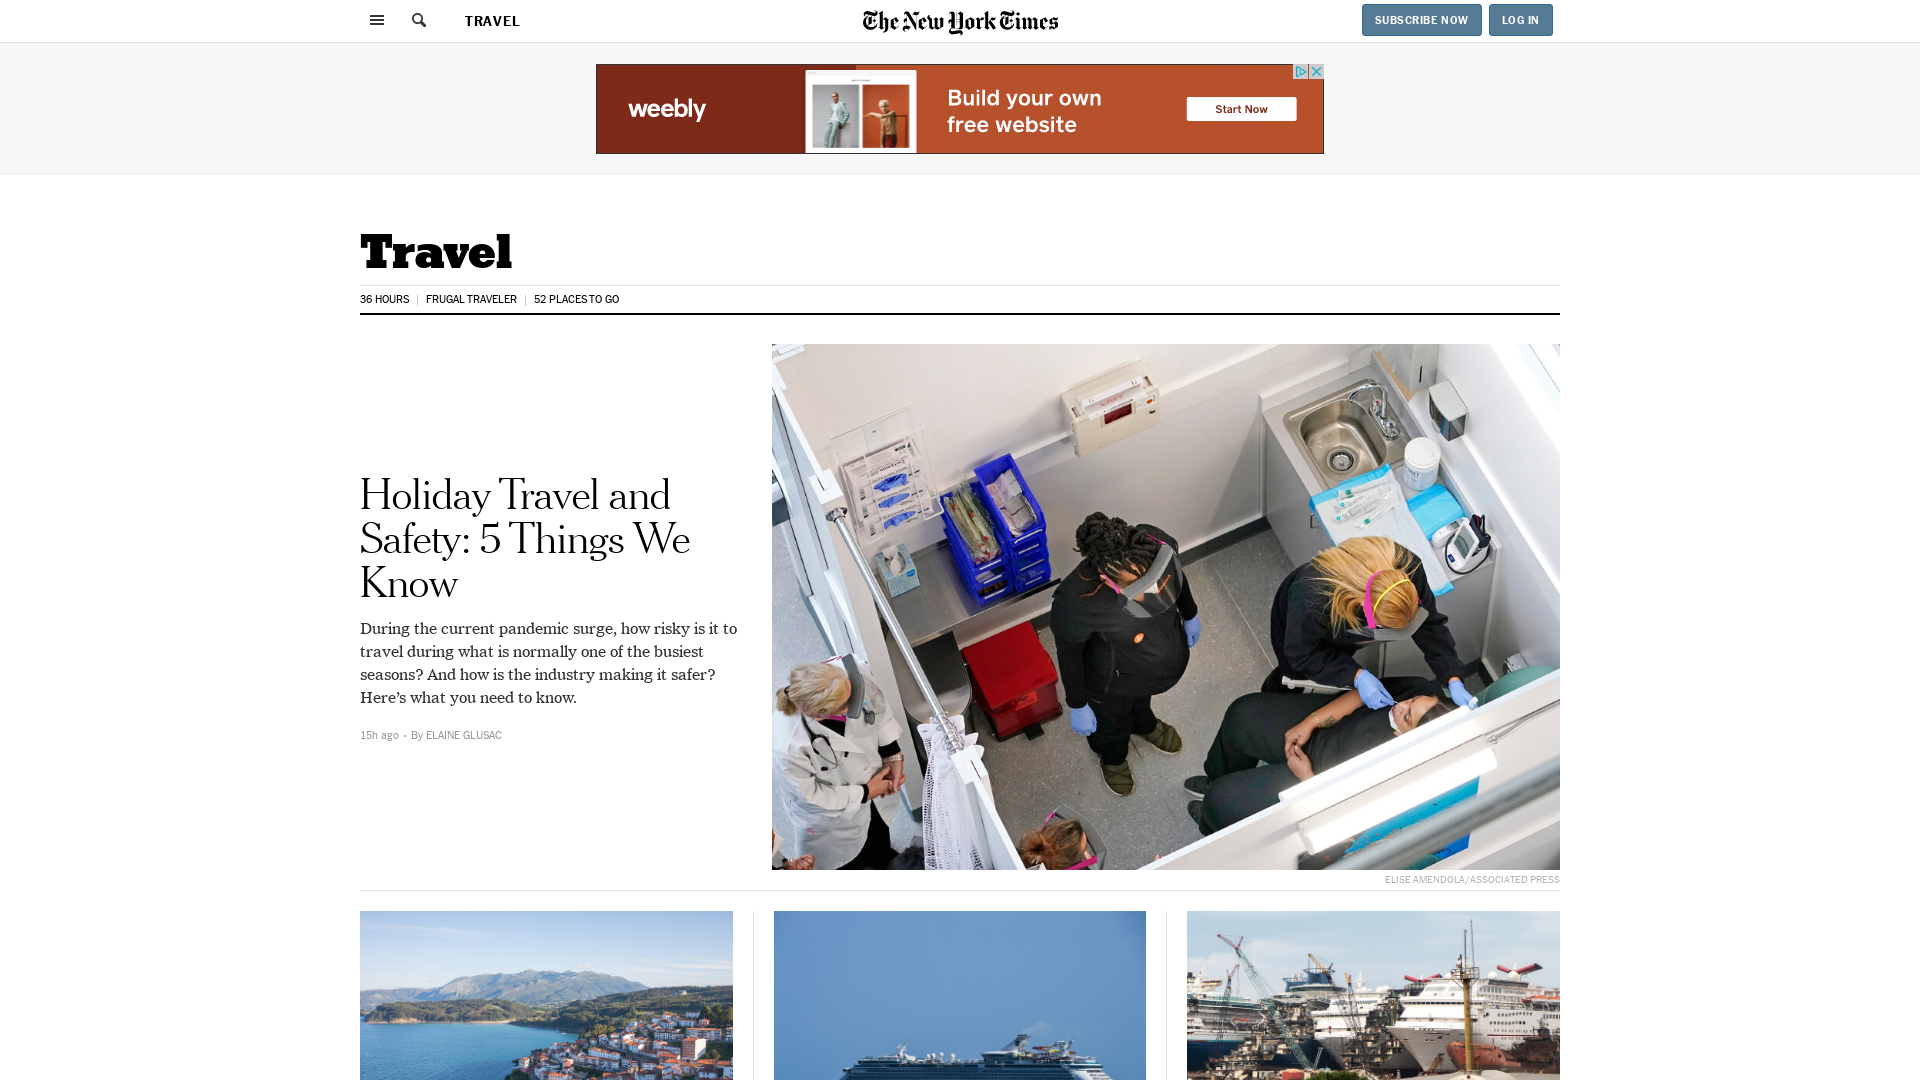 TRAVEL
The New York Times
SUBSCRIBE NOW
LOG IN
weebly
Build your own
free website
Start Now
Travel
36 HOURS
FRUGAL TRAVELER
52 PLACES TO GO
Holiday Travel and
Safety: 5 Things We
Know
During the current pandemic surge, how risky is it to
travel during what is normally one of the busiest
seasons? And how is the industry making it safer?
Here’s what you need to know.
15h ago • By ELAINE GLUSAC
ELISE AMENDOLA/ASSOCIATED PRESS